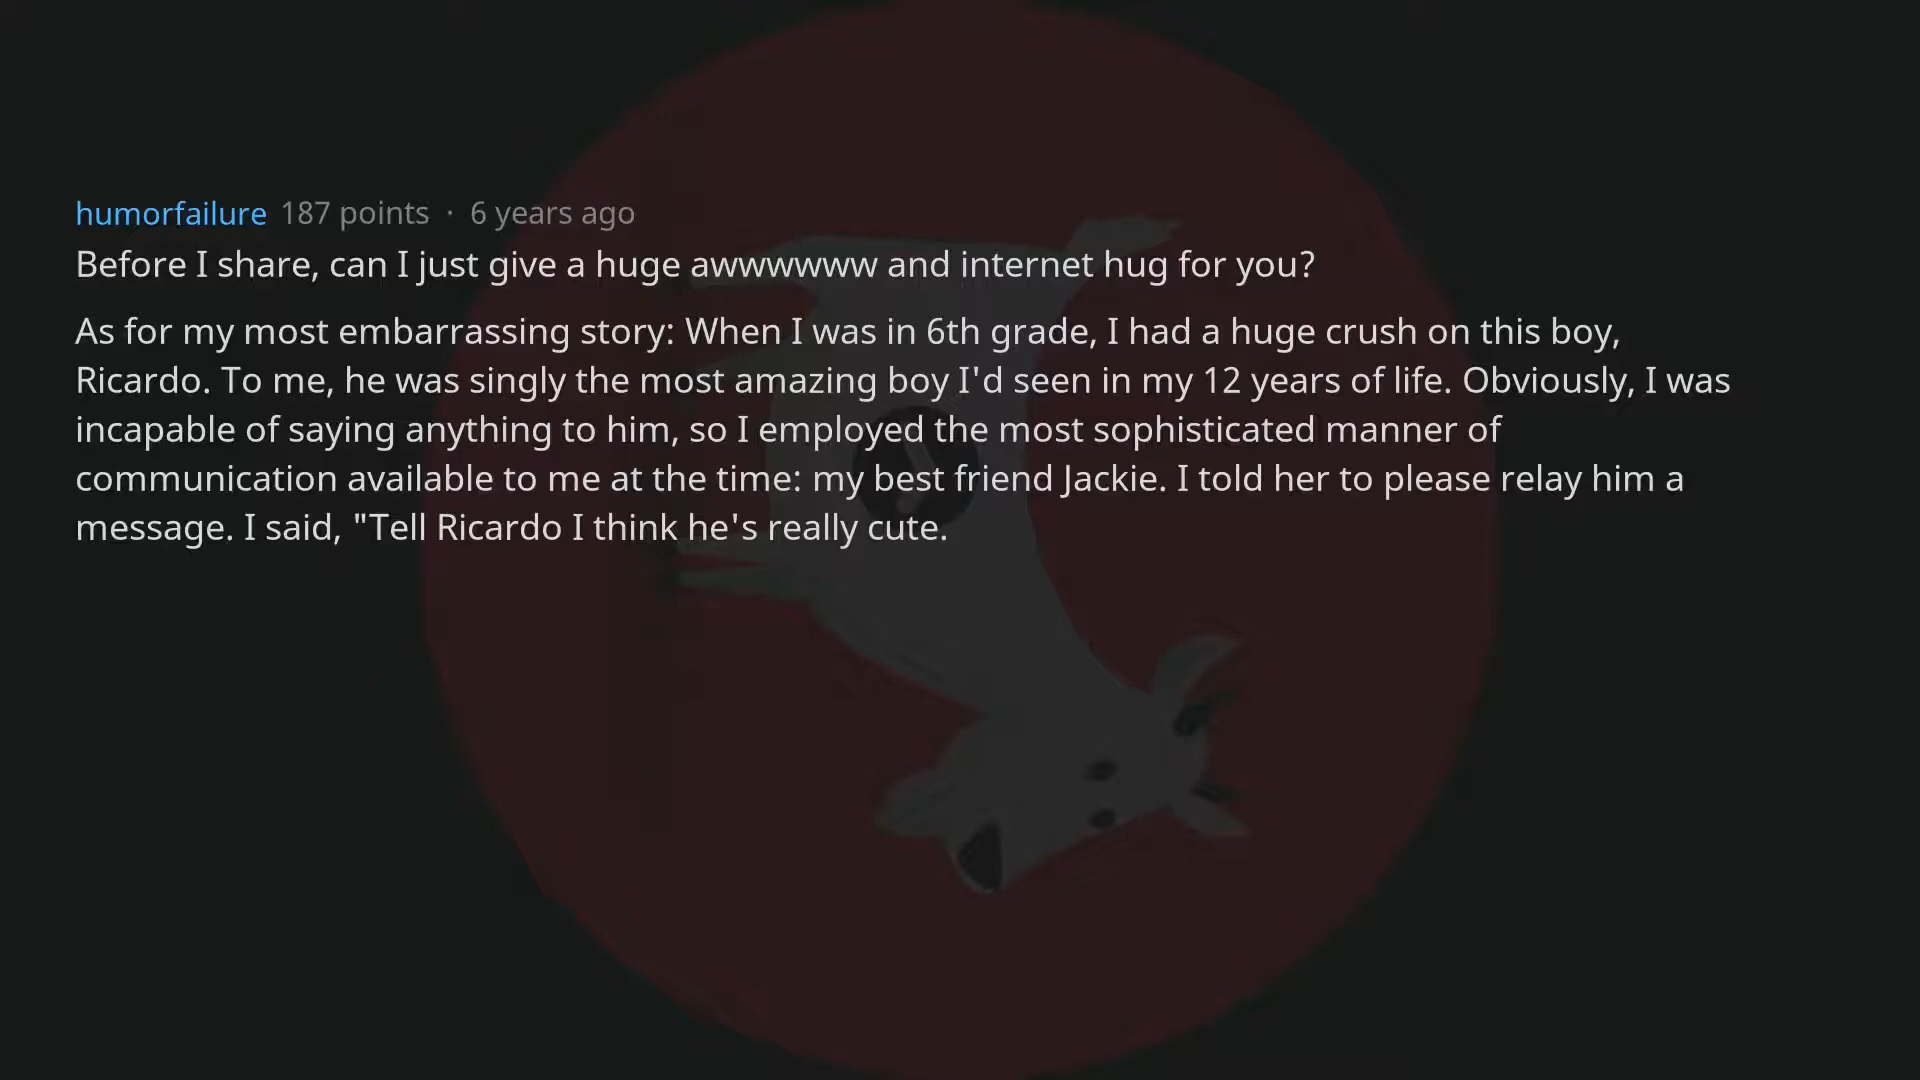 humorfailure 187 points · 6 years ago
Before I share, can I just give a huge awwwwww and internet hug for you?
As for my most embarrassing story: When I was in 6th grade, I had a huge crush on this boy,
Ricardo. To me, he was singly the most amazing boy I'd seen in my 12 years of life. Obviously, I was
incapable of saying anything to him, so I employed the most sophisticated manner of
communication available to me at the time: my best friend Jackie. I told her to please relay him a
message. I said, "Tell Ricardo I think he's really cute.